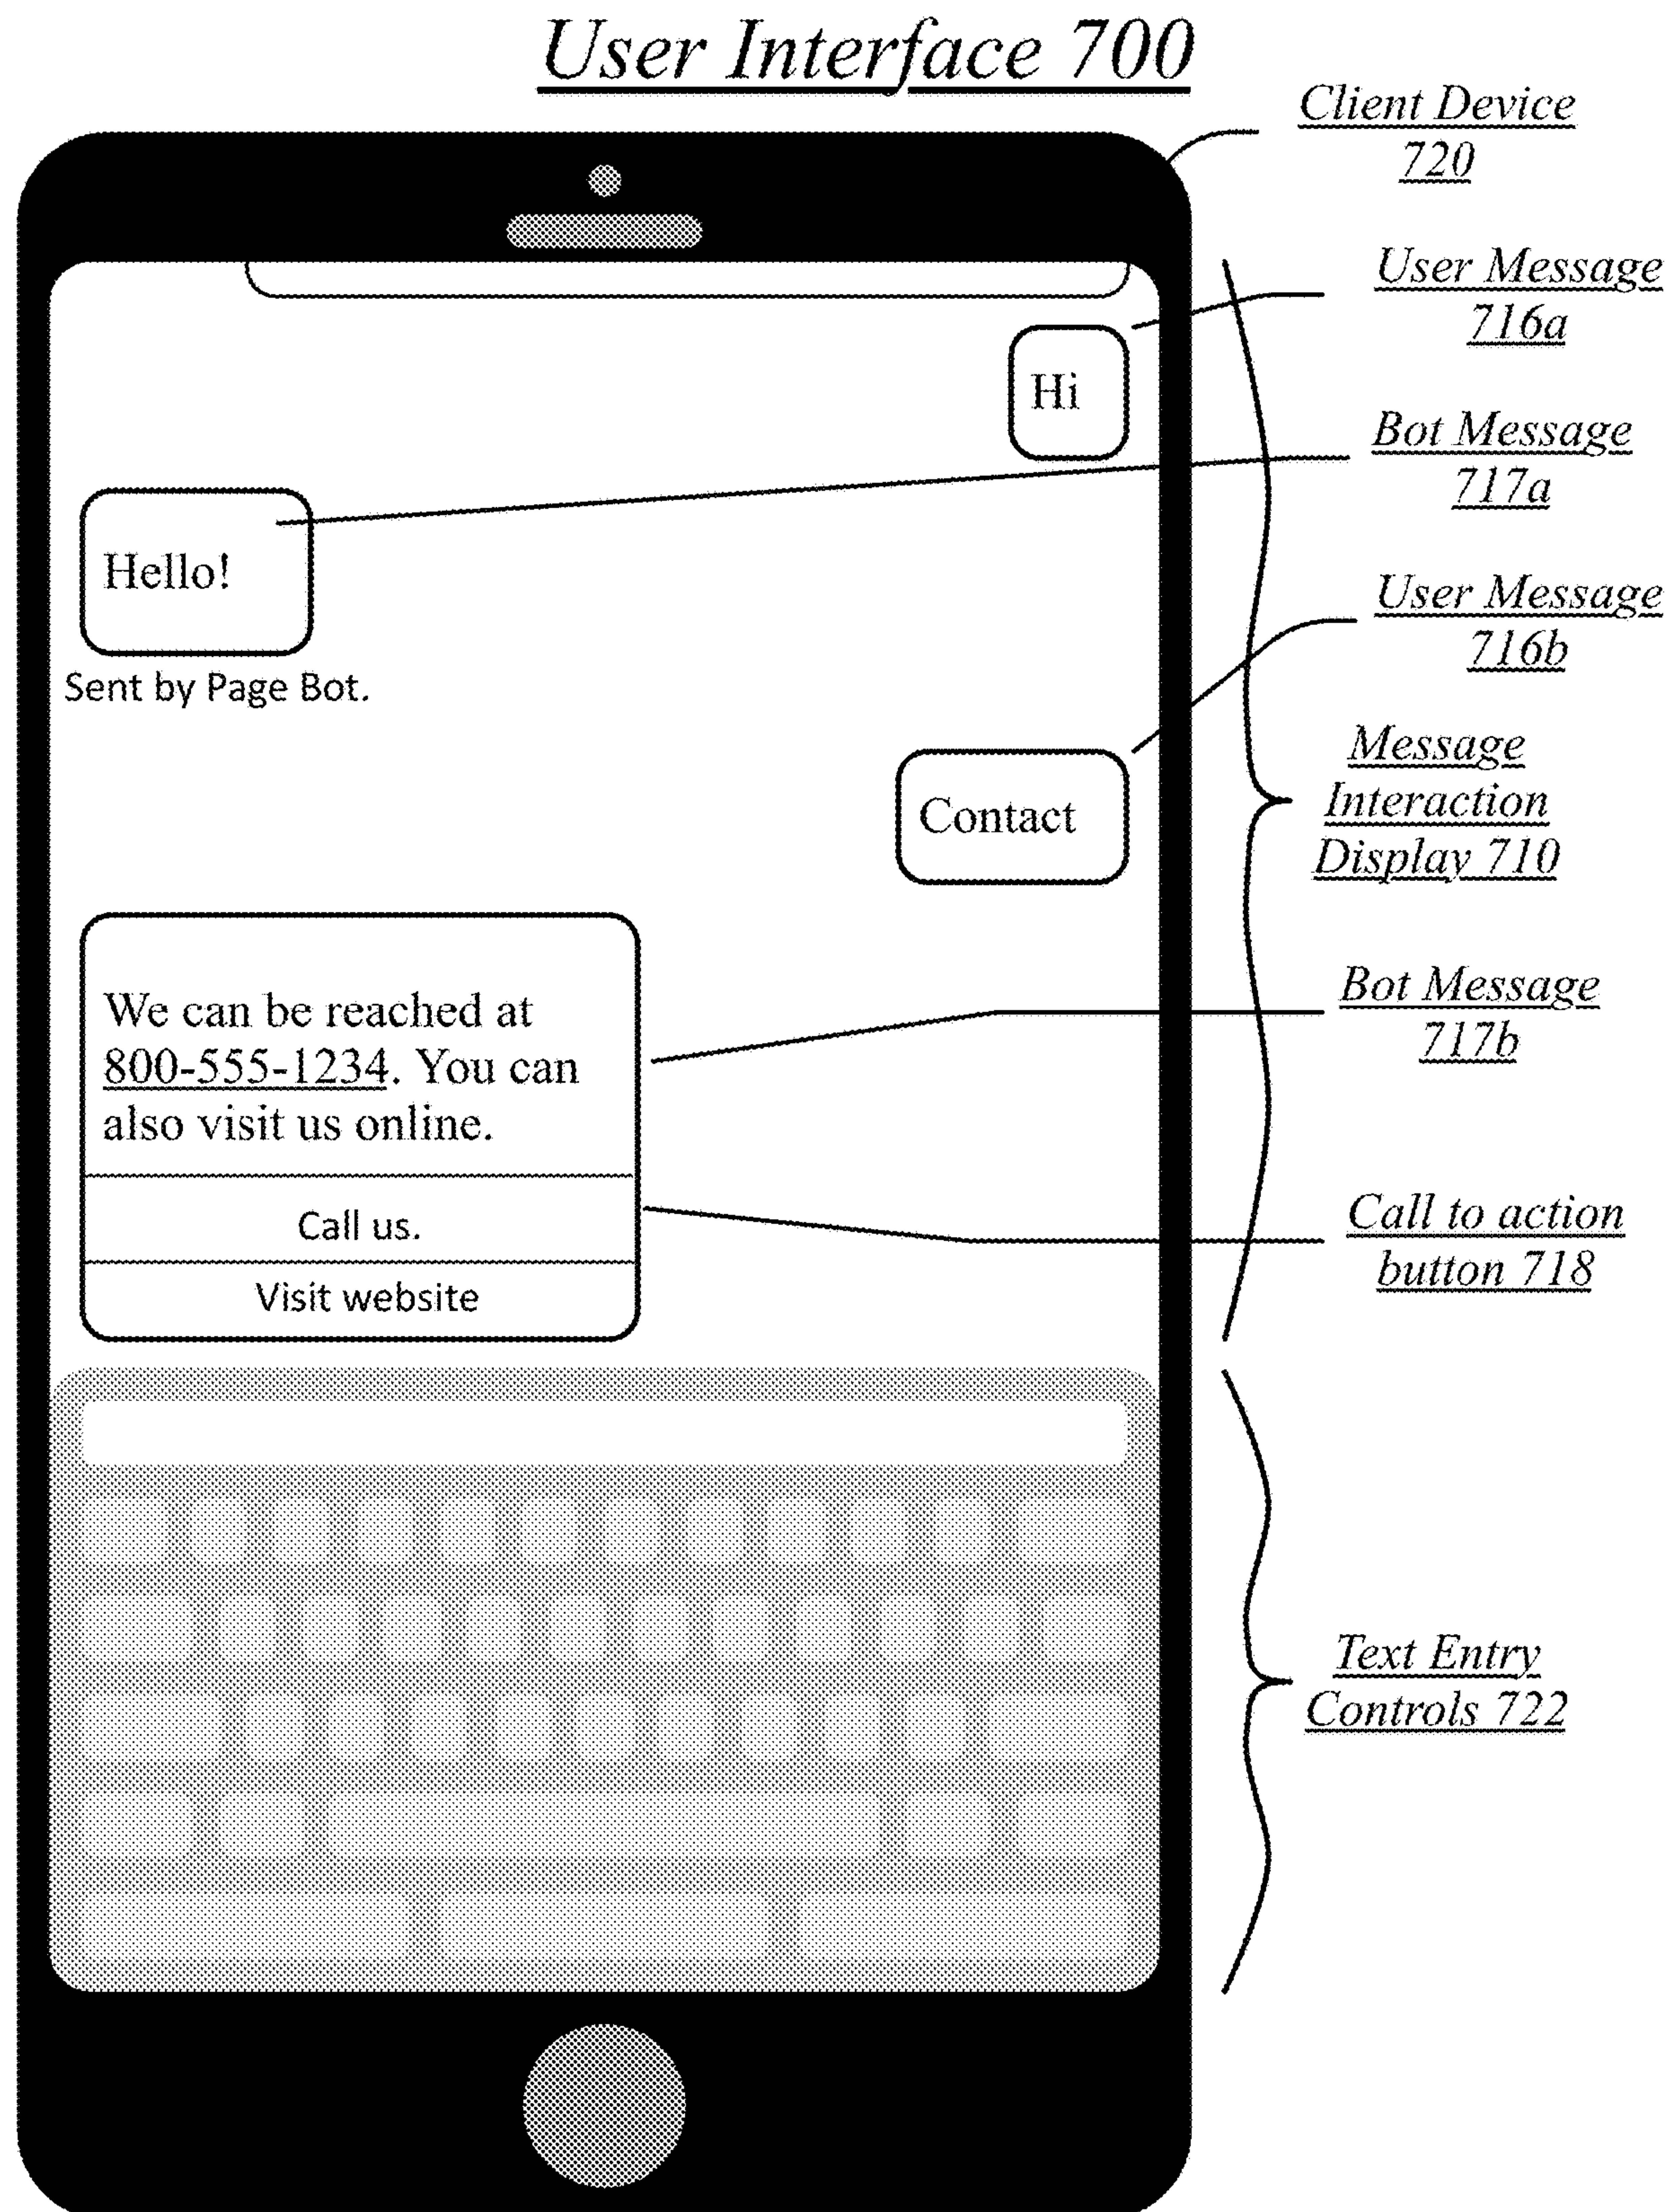 User Interface 700
Client Device
720
User Message
716a
Hi
Bot Message
717a
Hello!
Sent by Page Bot.
User Message
716b
Contact
Message
Interaction
Display 710
We can be reached at
800-555-1234. You can
also visit us online.
Bot Message
717b
Call us.
Visit website
Call to action
button 718
Text Entry
Controls 722